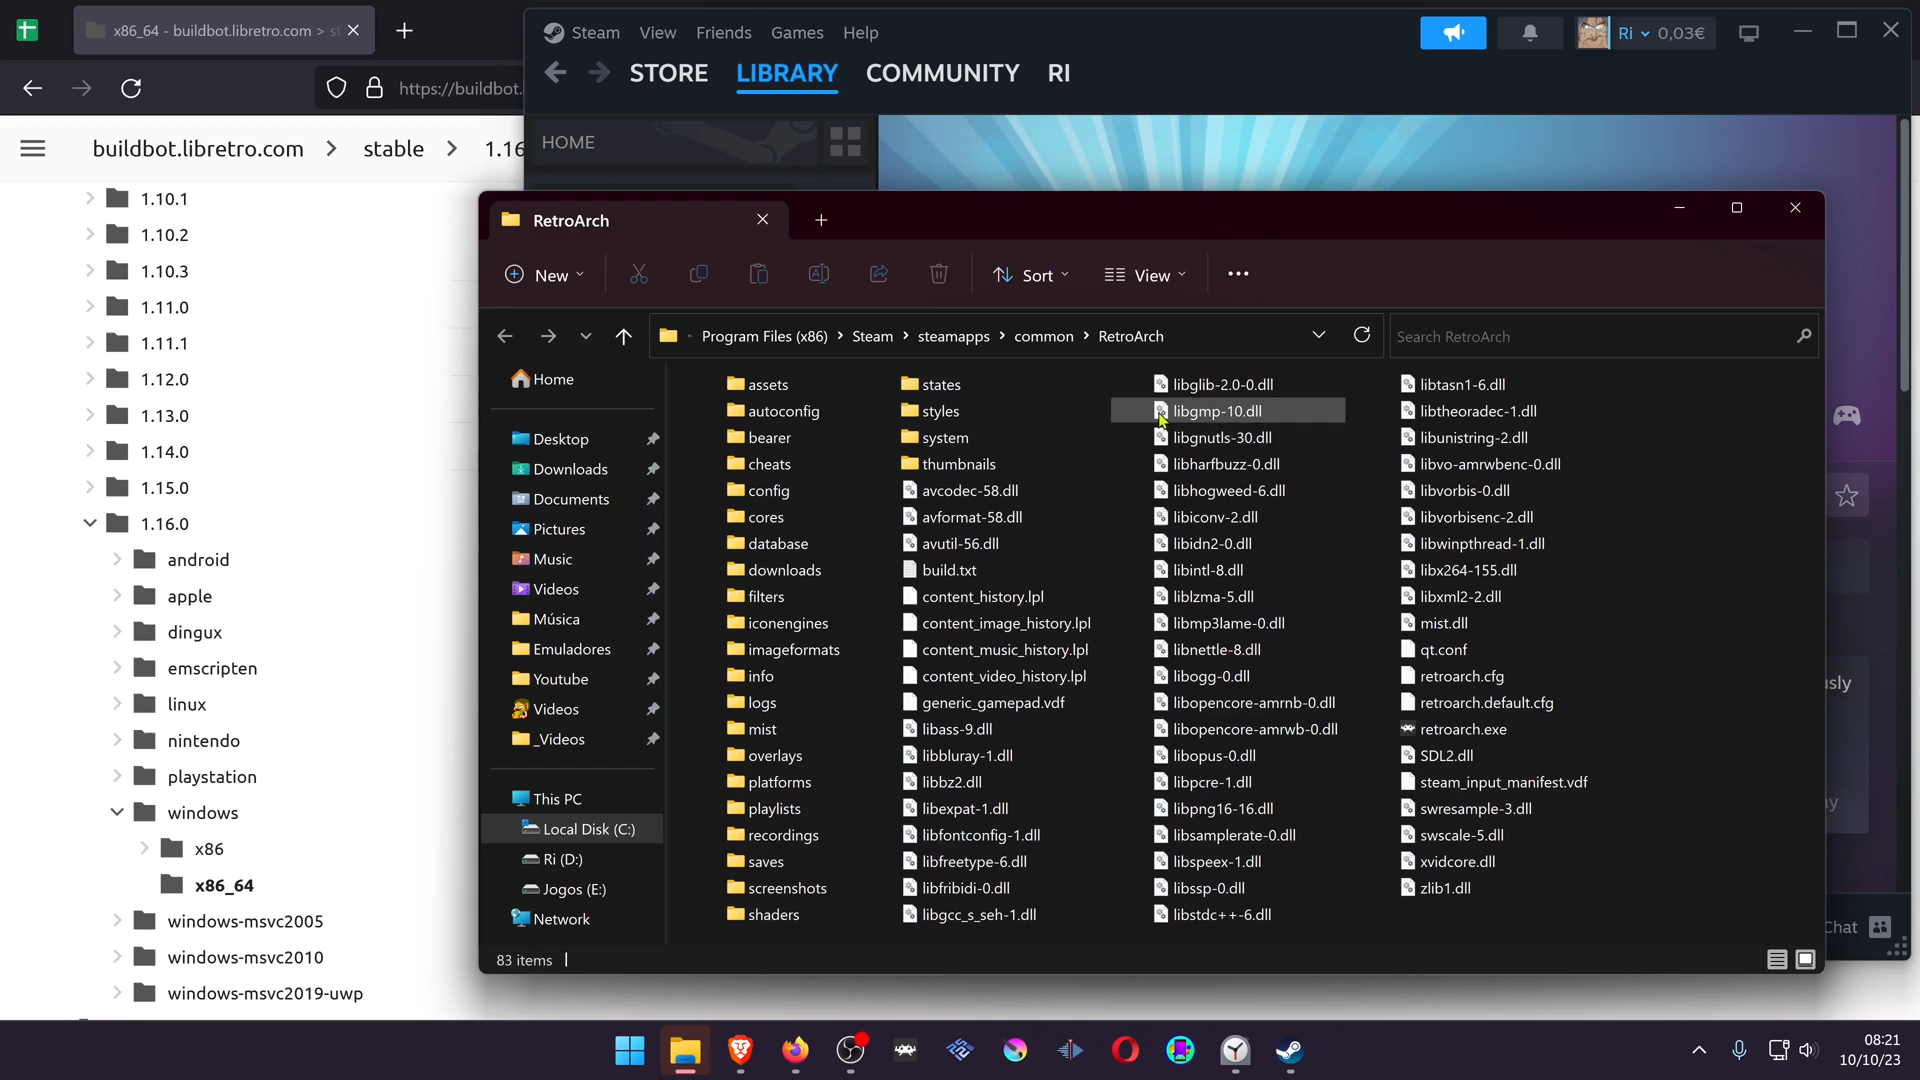 x86_64 - buildbot.libretro.com > st
https://buildbot.
buildbot.libretro.com > stable > 1.16
1.10.1
1.10.2
1.10.3
1.11.0
1.11.1
1.12.0
1.13.0
1.14.0
1.15.0
1.16.0
android
apple
dingux
emscripten
linux
nintendo
playstation
windows
x86
x86_64
windows-msvc2005
windows-msvc2010
windows-msvc2019-uwp
Steam View Friends Games Help
Ri 0,03€
STORE LIBRARY COMMUNITY RI
HOME
RetroArch
New
Sort
View
Program Files (x86) > Steam > steamapps > common > RetroArch
Search RetroArch
Home
Desktop
Downloads
Documents
Pictures
Music
Videos
Música
Emuladores
Youtube
Videos
_Videos
This PC
Local Disk (C:)
Ri (D:)
Jogos (E:)
Network
assets
autoconfig
bearer
cheats
config
cores
database
downloads
filters
iconengines
imageformats
info
logs
mist
overlays
platforms
playlists
recordings
saves
screenshots
shaders
states
styles
system
thumbnails
avcodec-58.dll
avformat-58.dll
avutil-56.dll
build.txt
content_history.lpl
content_image_history.lpl
content_music_history.lpl
content_video_history.lpl
generic_gamepad.vdf
libass-9.dll
libbluray-1.dll
libbz2.dll
libexpat-1.dll
libfontconfig-1.dll
libfreetype-6.dll
libfribidi-0.dll
libgcc_s_seh-1.dll
libglib-2.0-0.dll
libgmp-10.dll
libgnutls-30.dll
libharfbuzz-0.dll
libhogweed-6.dll
libiconv-2.dll
libidn2-0.dll
libintl-8.dll
liblzma-5.dll
libmp3lame-0.dll
libnettle-8.dll
libogg-0.dll
libopencore-amrnb-0.dll
libopencore-amrwb-0.dll
libopus-0.dll
libpcre-1.dll
libpng16-16.dll
libsamplerate-0.dll
libspeex-1.dll
libssp-0.dll
libstdc++-6.dll
libtasn1-6.dll
libtheoradec-1.dll
libunistring-2.dll
libvo-amrwbenc-0.dll
libvorbis-0.dll
libvorbisenc-2.dll
libwinpthread-1.dll
libx264-155.dll
libxml2-2.dll
mist.dll
qt.conf
retroarch.cfg
retroarch.default.cfg
retroarch.exe
SDL2.dll
steam_input_manifest.vdf
swresample-3.dll
swscale-5.dll
xvidcore.dll
zlib1.dll
83 items
usly
ay
Chat
08:21
10/10/23